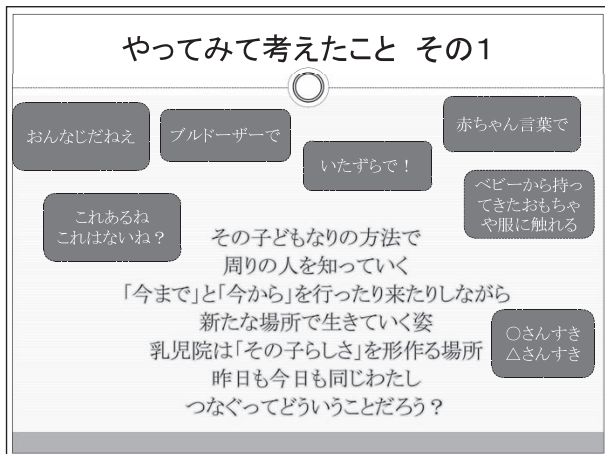 やってみて考えたこと その1
おんなじだねえ
ブルドーザーで
いたずらで！
赤ちゃん言葉で
ベビーから持っ
てきたおもちゃ
や服に触れる
これあるね
これはないね？
その子どもなりの方法で
周りの人を知っていく
「今まで」と「今から」を行ったり来たりしながら
新たな場所で生きていく姿
乳児院は「その子らしさ」を形作る場所
昨日も今日も同じわたし
つなぐってどういうことだろう？
○さんすき
△さんすき